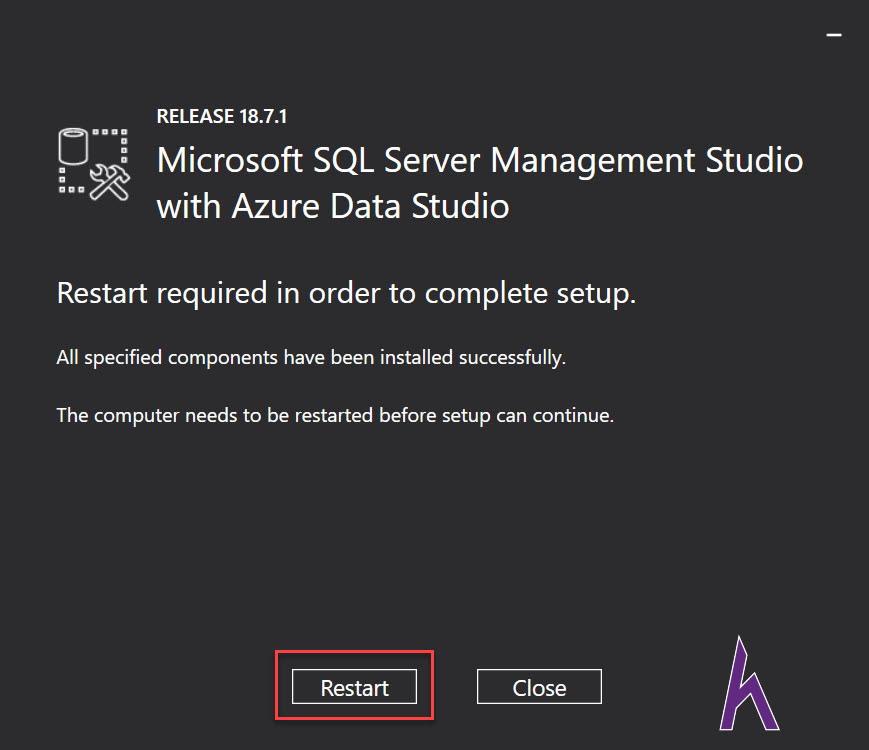 RELEASE 18.7.1
Microsoft SQL Server Management Studio
with Azure Data Studio
Restart required in order to complete setup.
All specified components have been installed successfully.
The computer needs to be restarted before setup can continue.
Restart
Close